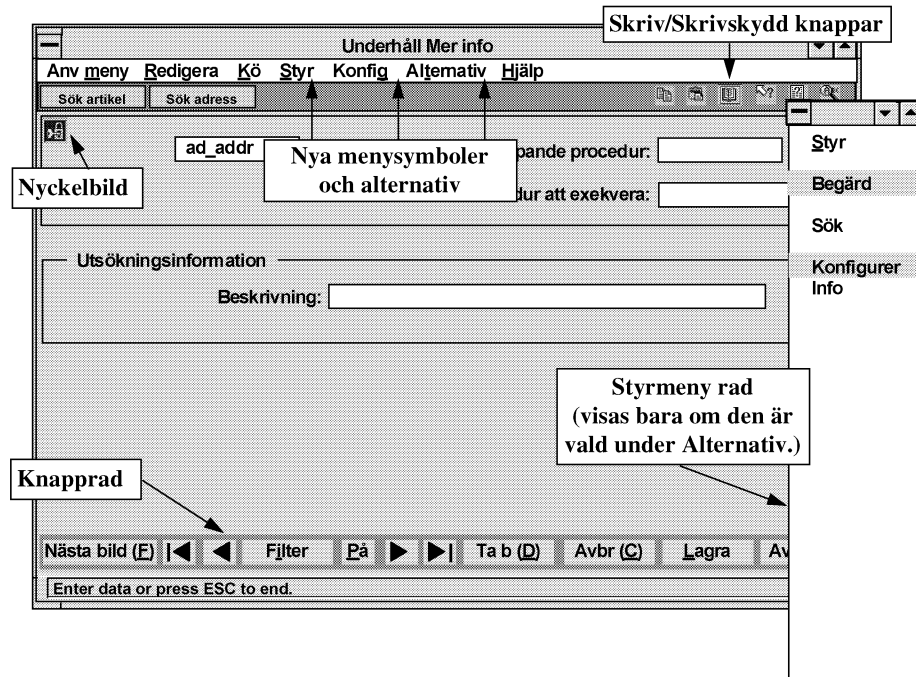 Skriv/Skrivskydd knappar
Underhåll Mer info
Anv meny Redigera Kö Styr Konfig Alternativ Hjälp
Sök artikel Sök adress
ad_addr
Nya menysymboler
och alternativ
pande procedur:
Nyckelbild
dur att exekvera:
Styr
Begärd
Sök
Konfigurer
Info
Utsökningsinformation
Beskrivning:
Styrmeny rad
(visas bara om den är
vald under Alternativ.)
Knapprad
Nästa bild (F) Filter På Ta b (D) Avbr (C) Lagra Av
Enter data or press ESC to end.